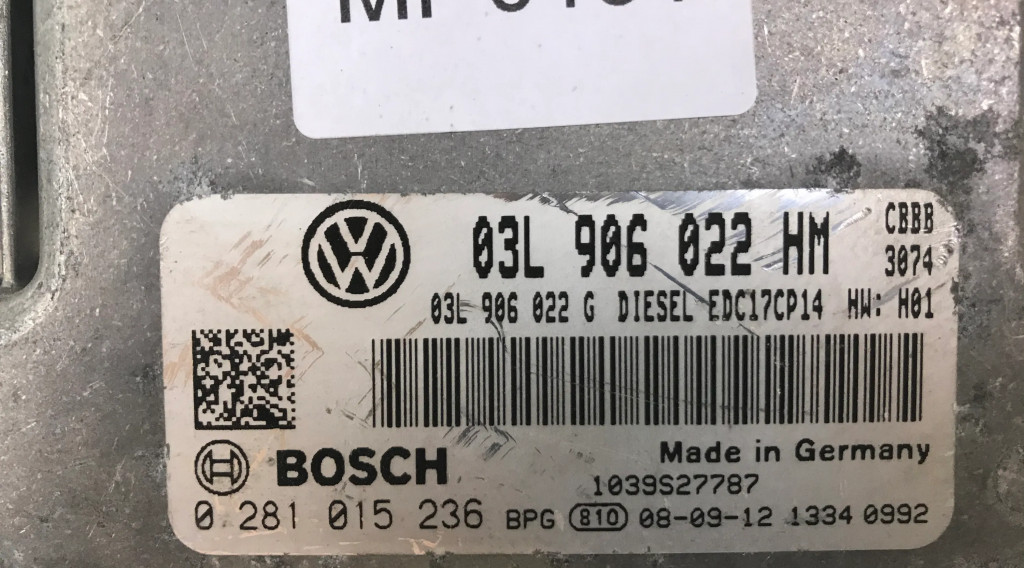 03L 906 022 HM
CBBB
3074
03L 906 022 G DIESEL EDC17CP14 HW: H01
BOSCH
Made in Germany
1039S27787
0 281 015 236 BPG 810 08-09-12 1334 0992